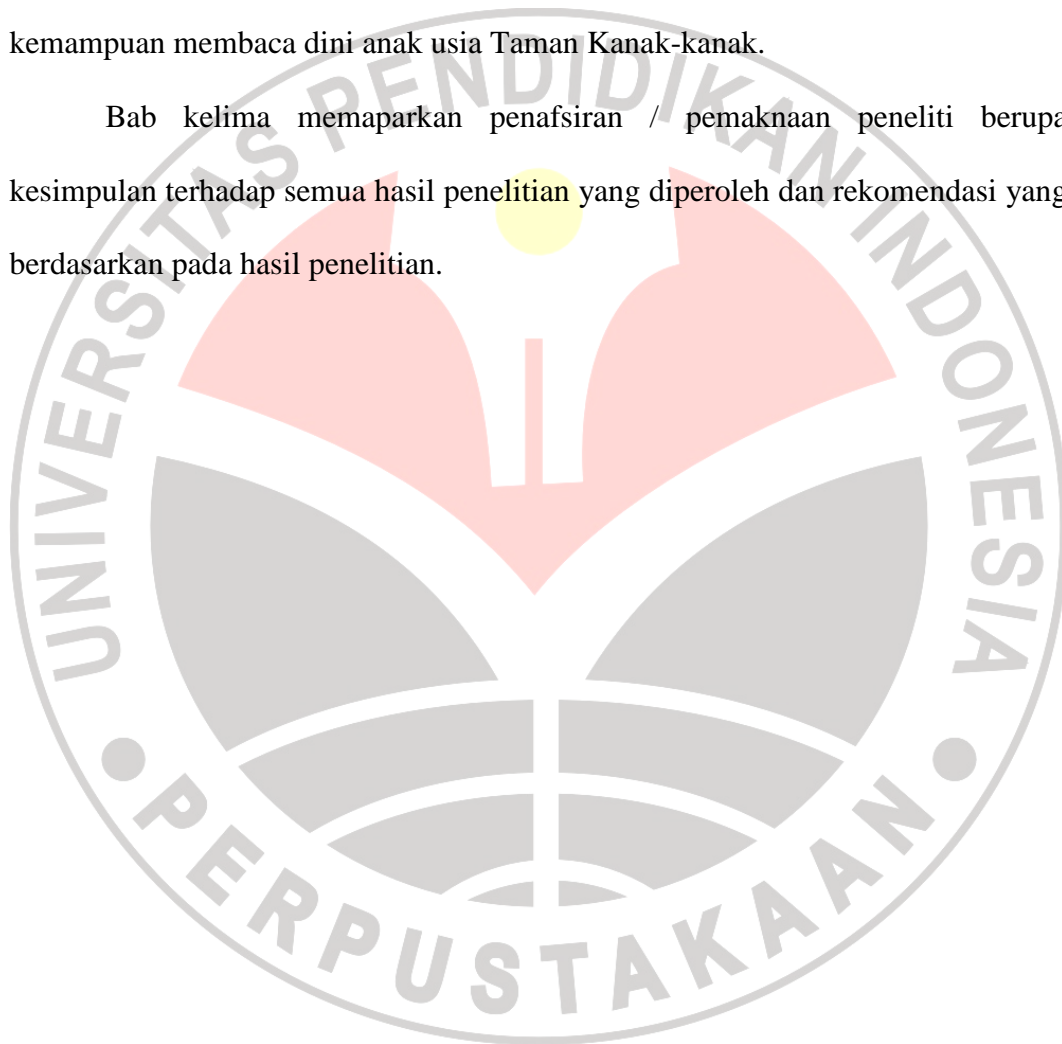 kemampuan membaca dini anak usia Taman Kanak-kanak.
Bab kelima memaparkan penafsiran / pemaknaan peneliti berupa
kesimpulan terhadap semua hasil penelitian yang diperoleh dan rekomendasi yang
berdasarkan pada hasil penelitian.
UNIVERSITAS PENDIDIKAN INDONESIA
PERPUSTAKAAN